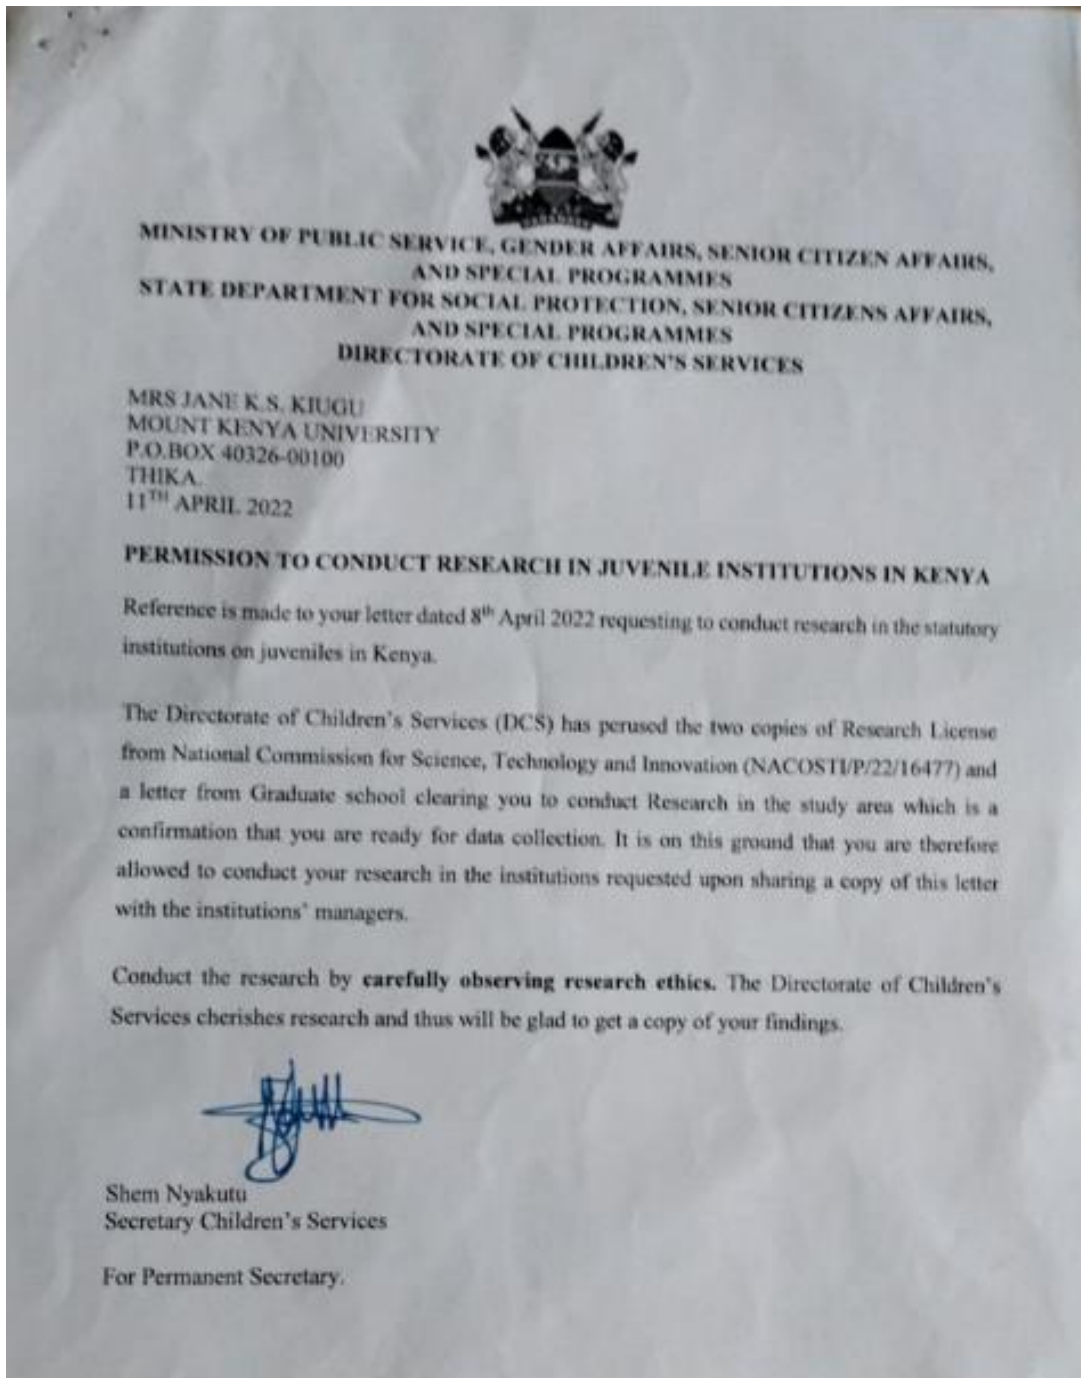 MINISTRY OF PUBLIC SERVICE, GENDER AFFAIRS, SENIOR CITIZEN AFFAIRS,
AND SPECIAL PROGRAMMES
STATE DEPARTMENT FOR SOCIAL PROTECTION, SENIOR CITIZENS AFFAIRS,
AND SPECIAL PROGRAMMES
DIRECTORATE OF CHILDREN'S SERVICES
MRS JANE K.S. KIUGU
MOUNT KENYA UNIVERSITY
P.O.BOX 40326-00100
THIKA.
11TH APRIL 2022
PERMISSION TO CONDUCT RESEARCH IN JUVENILE INSTITUTIONS IN KENYA
Reference is made to your letter dated 8th April 2022 requesting to conduct research in the statutory
institutions on juveniles in Kenya.
The Directorate of Children's Services (DCS) has perused the two copies of Research License
from National Commission for Science, Technology and Innovation (NACOSTI/P/22/16477) and
a letter from Graduate school clearing you to conduct Research in the study area which is a
confirmation that you are ready for data collection. It is on this ground that you are therefore
allowed to conduct your research in the institutions requested upon sharing a copy of this letter
with the institutions' managers.
Conduct the research by carefully observing research ethics. The Directorate of Children's
Services cherishes research and thus will be glad to get a copy of your findings.
Shem Nyakutu
Secretary Children's Services
For Permanent Secretary.